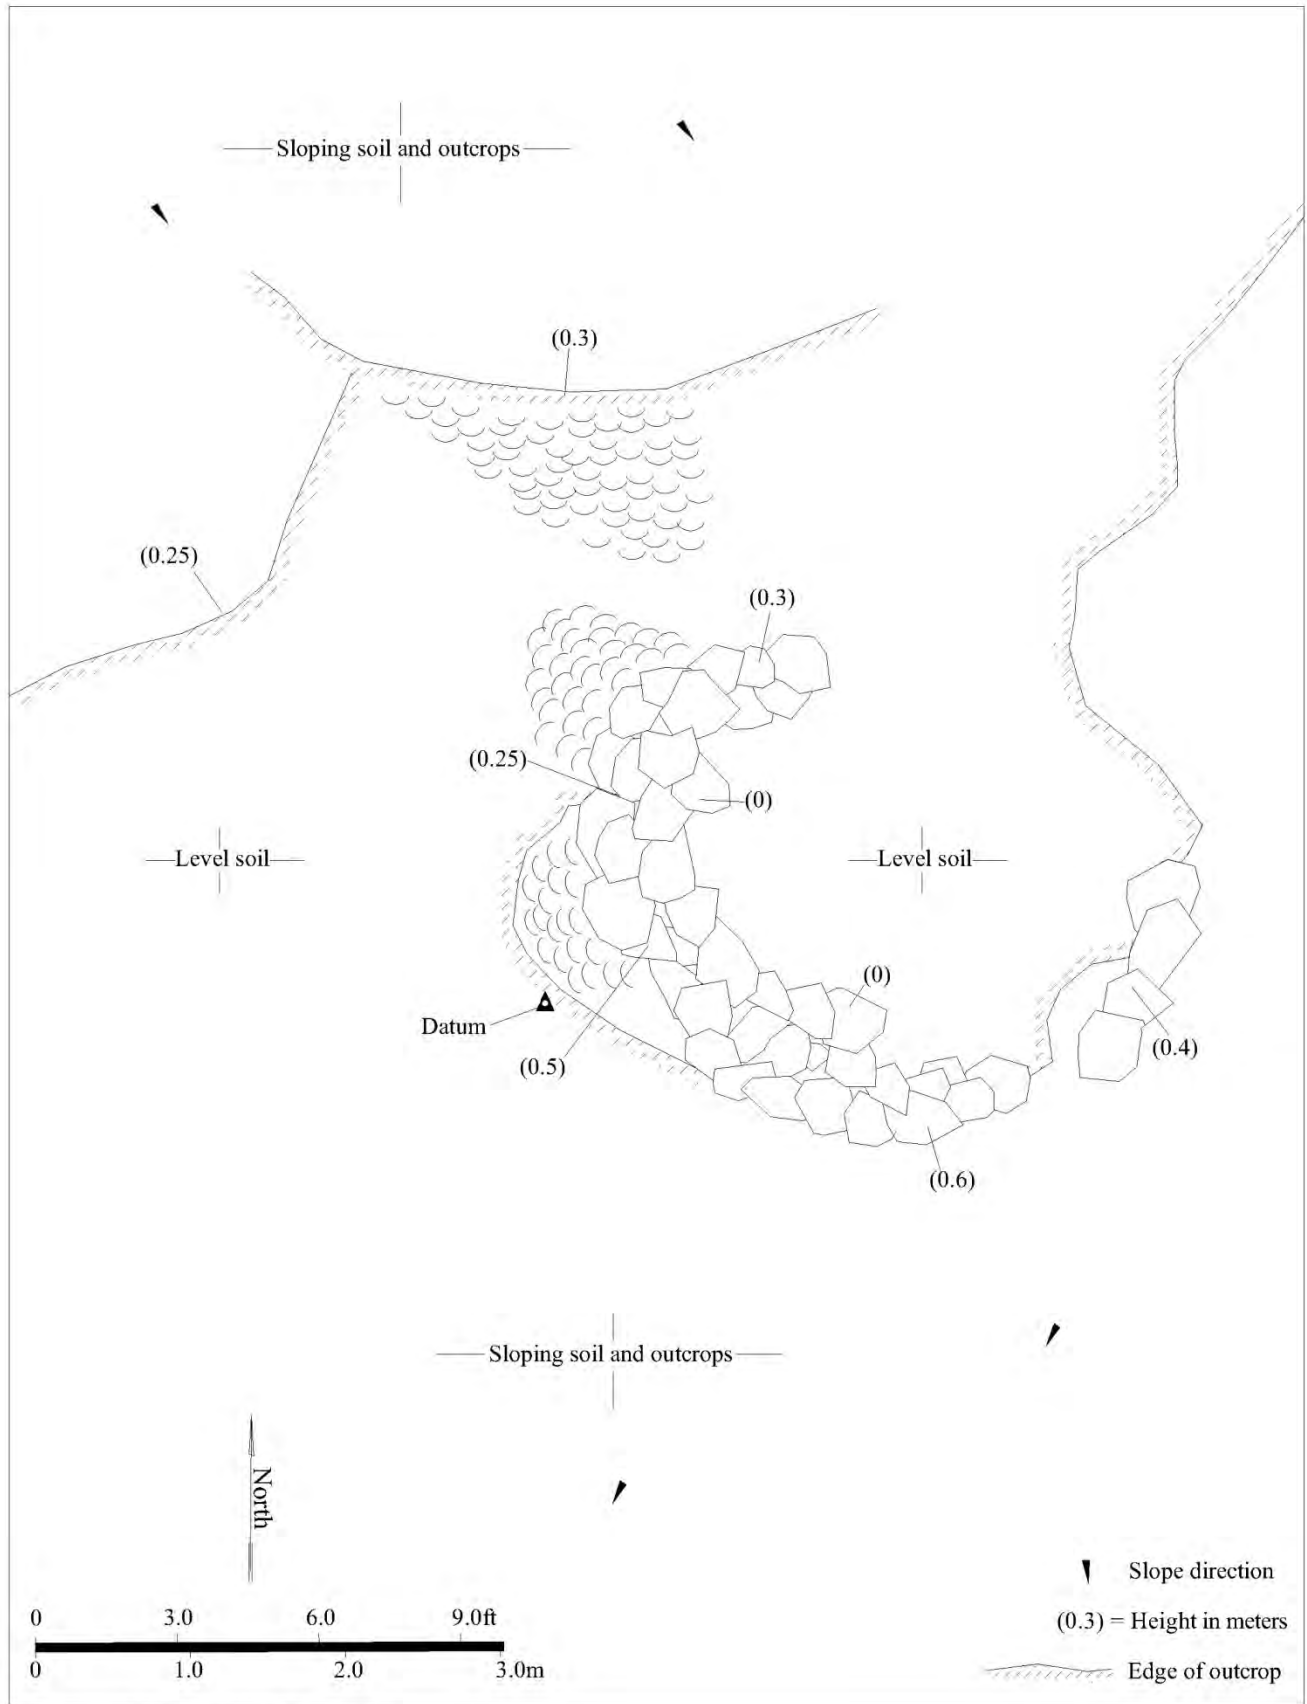 Sloping soil and outcrops
(0.3)
(0.25)
(0.3)
(0.25)
(0)
Level soil
Level soil
(0)
Datum
(0.5)
(0.4)
(0.6)
Sloping soil and outcrops
North
Slope direction
(0.3) = Height in meters
Edge of outcrop
0 3.0 6.0 9.0ft
0 1.0 2.0 3.0m